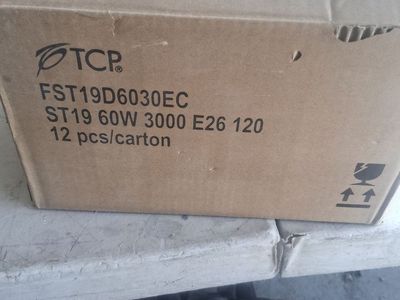 TCP®
FST19D6030EC
ST19 60W 3000 E26 120
12 pcs/carton